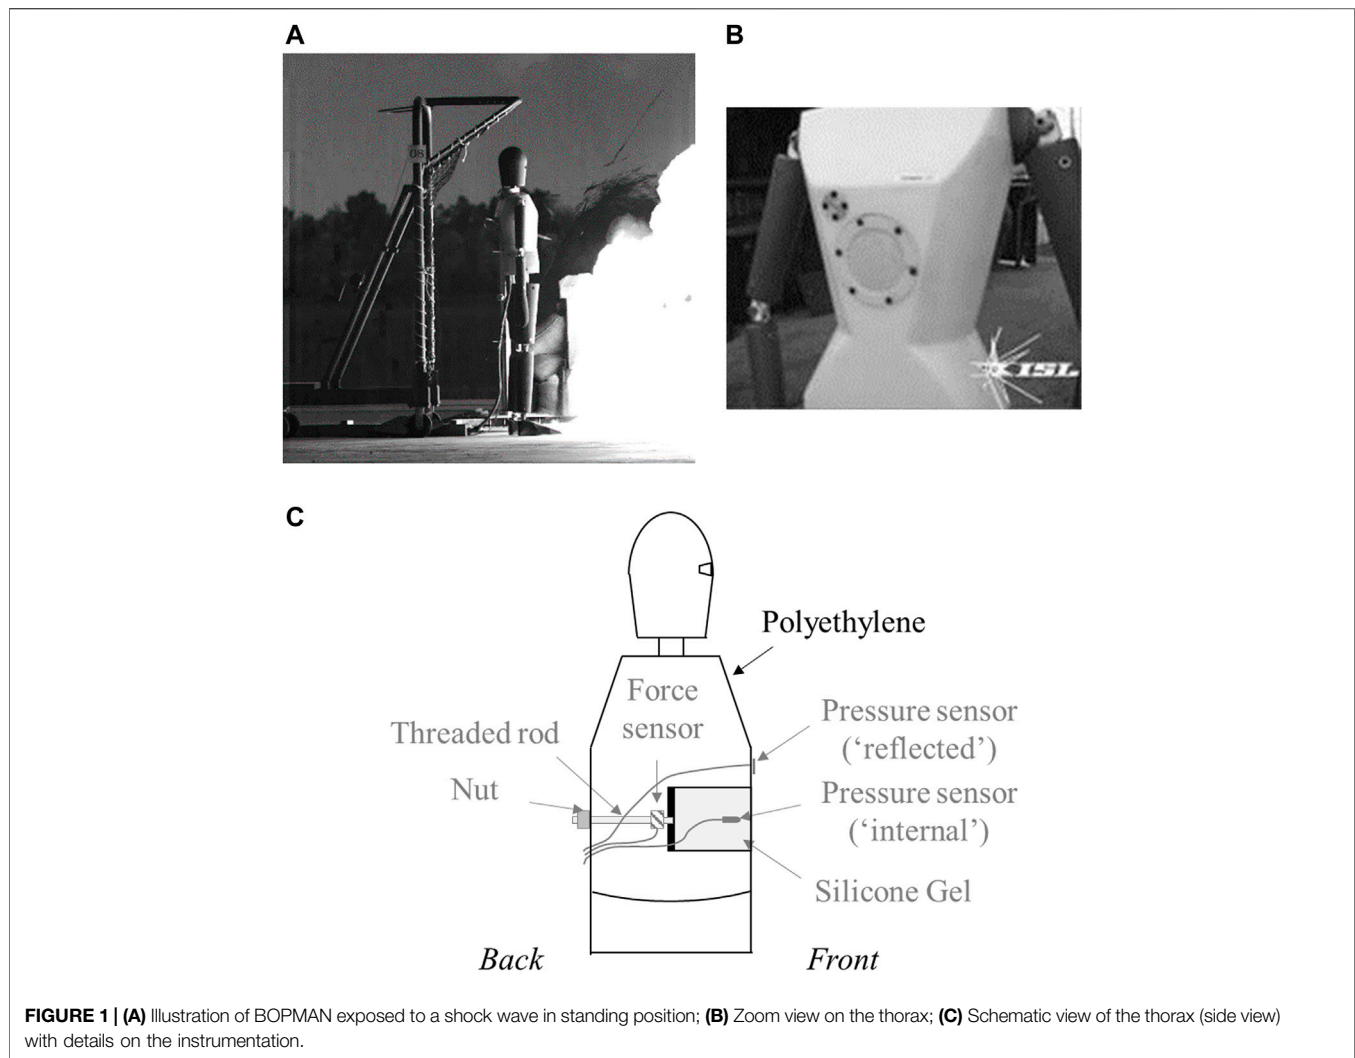 A
B
08
ISL
C
Polyethylene
Force
sensor
Pressure sensor
(‘reflected’)
Threaded rod
Nut
Pressure sensor
(‘internal’)
Silicone Gel
Back
Front
FIGURE 1 | (A) Illustration of BOPMAN exposed to a shock wave in standing position; (B) Zoom view on the thorax; (C) Schematic view of the thorax (side view)
with details on the instrumentation.